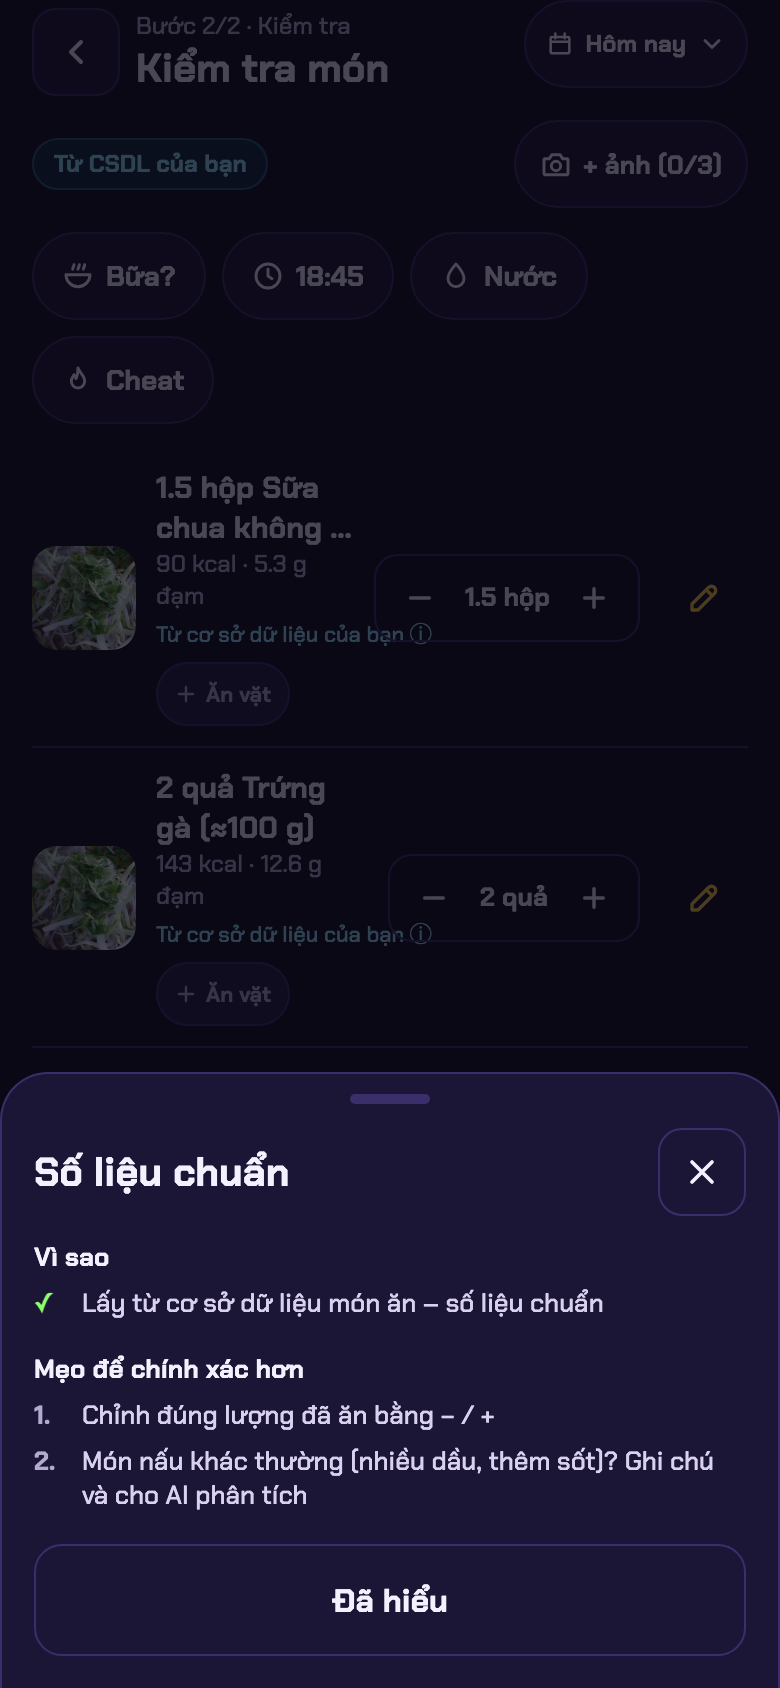 Bước 2/2 · Kiểm tra
Kiểm tra món
Hôm nay
Từ CSDL của bạn
+ ảnh (0/3)
Bữa?
18:45
Nước
Cheat
1.5 hộp Sữa
chua không ...
90 kcal · 5.3 g
đạm
Từ cơ sở dữ liệu của bạn ⓘ
− 1.5 hộp +
+ Ăn vặt
2 quả Trứng
gà (≈100 g)
143 kcal · 12.6 g
đạm
Từ cơ sở dữ liệu của bạn ⓘ
− 2 quả +
+ Ăn vặt
Số liệu chuẩn
Vì sao
✓ Lấy từ cơ sở dữ liệu món ăn – số liệu chuẩn
Mẹo để chính xác hơn
1. Chỉnh đúng lượng đã ăn bằng – / +
2. Món nấu khác thường (nhiều dầu, thêm sốt)? Ghi chú
và cho AI phân tích
Đã hiểu